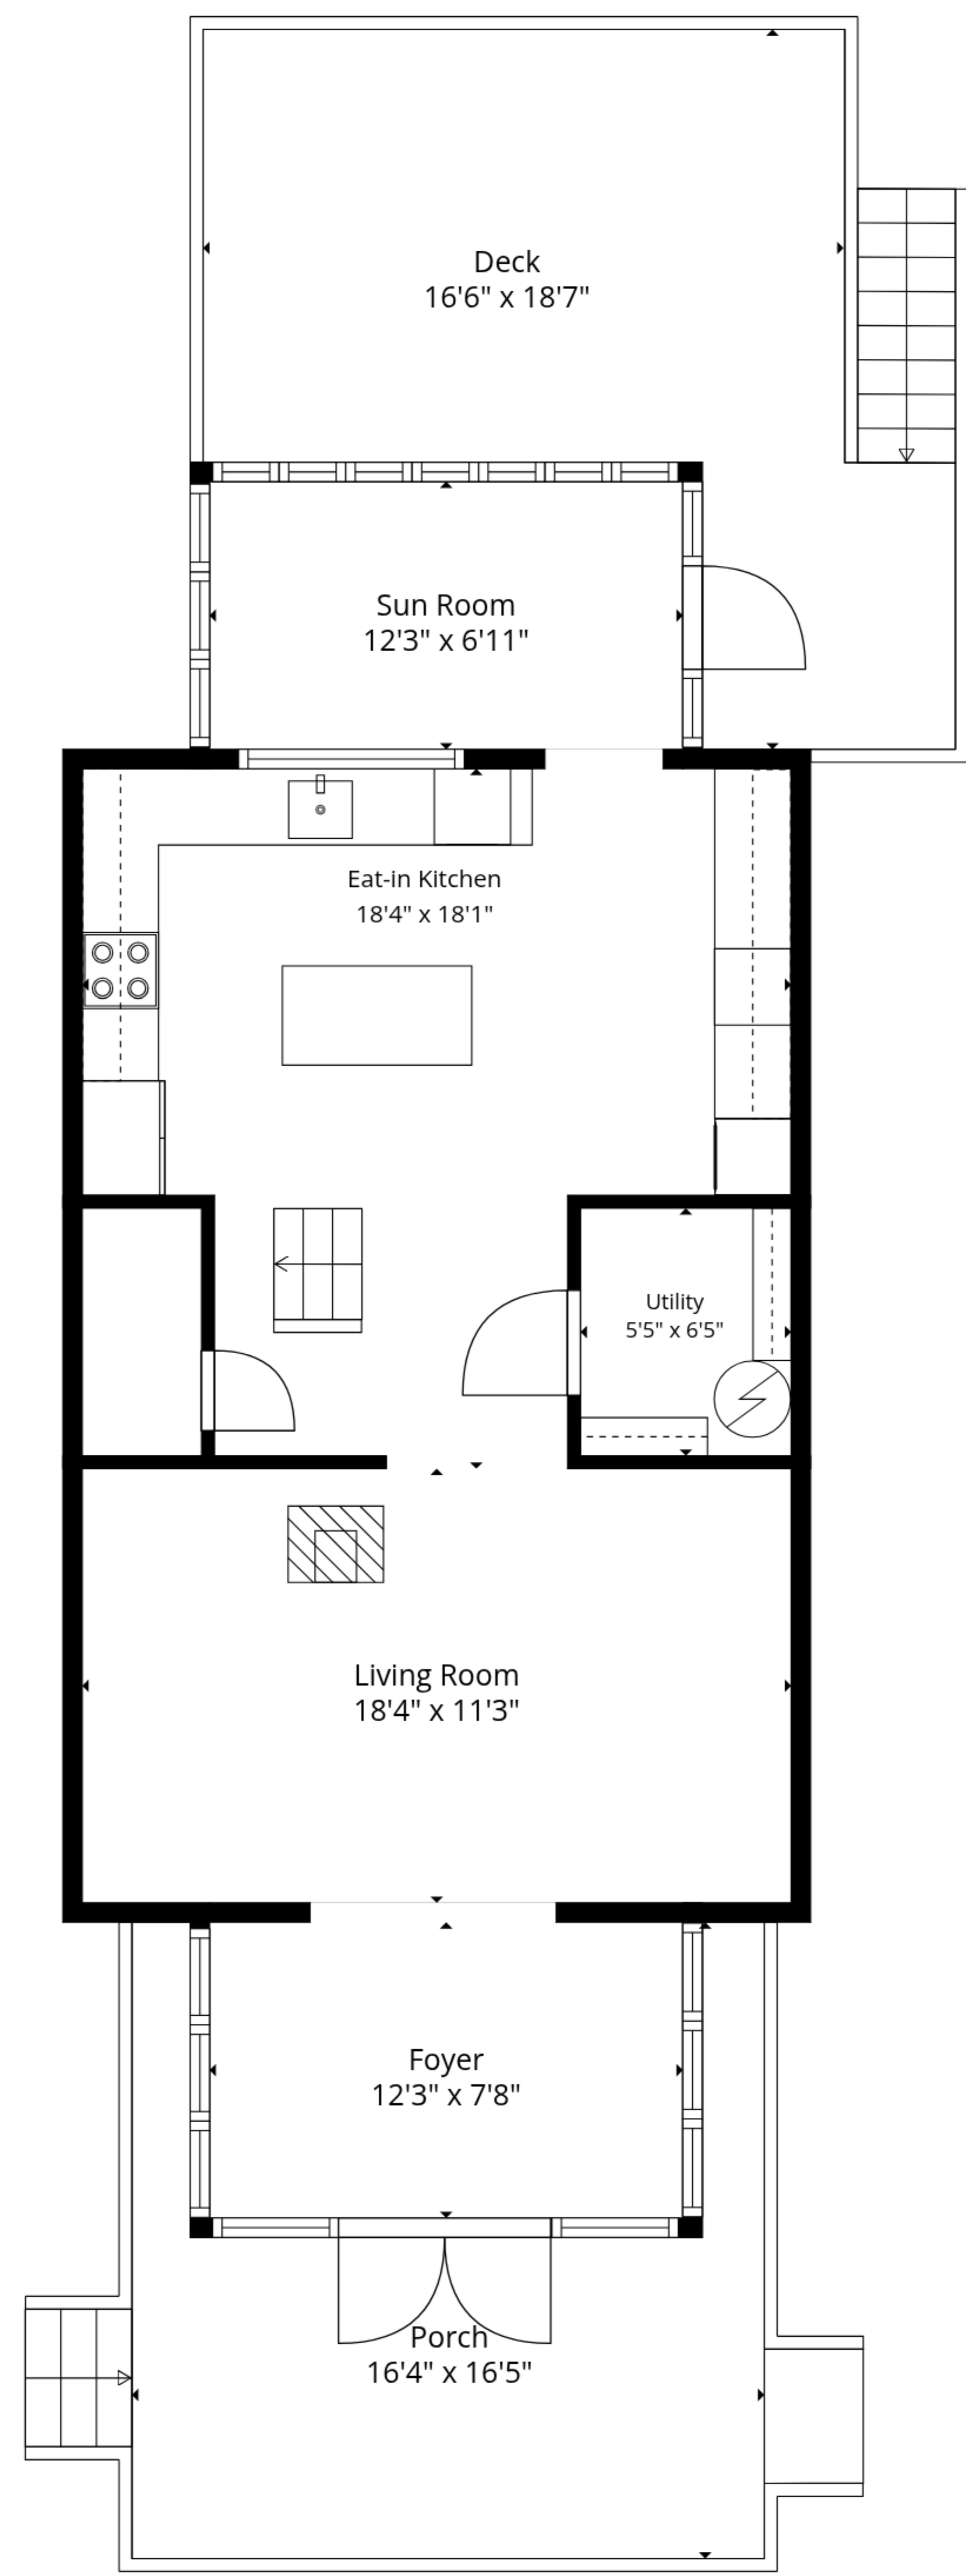 Deck
16'6" x 18'7"
Sun Room
12'3" x 6'11"
Eat-in Kitchen
18'4" x 18'1"
Utility
5'5" x 6'5"
Living Room
18'4" x 11'3"
Foyer
12'3" x 7'8"
Porch
16'4" x 16'5"